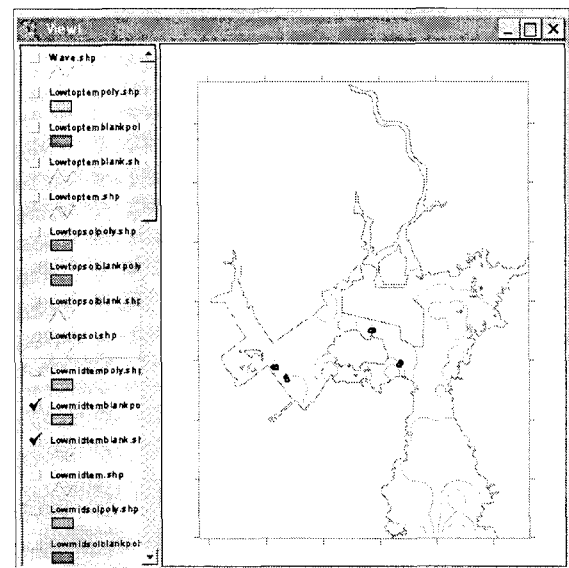 View1
Wave.shp
Lowtoptempoly.shp
Lowtoptemblankpol
Lowtoptemblank.sh
Lowtoptem.shp
Lowtopsolpoly.shp
Lowtopsolblankpoly
Lowtopsolblank.shp
Lowtopsol.shp
Lowmidtempoly.shp
Lowmidtemblankpo
Lowmidtemblank.sh
Lowmidtem.shp
Lowmidsolpoly.shp
Lowmidsolblankpol